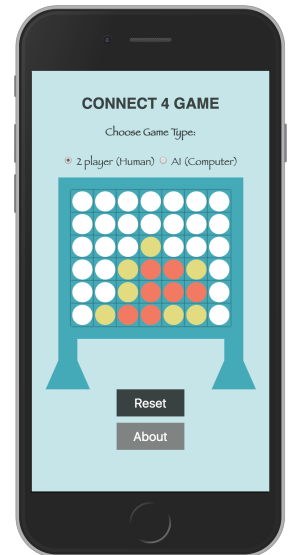 CONNECT 4 GAME
Choose Game Type:
2 player (Human) AI (Computer)
Reset
About